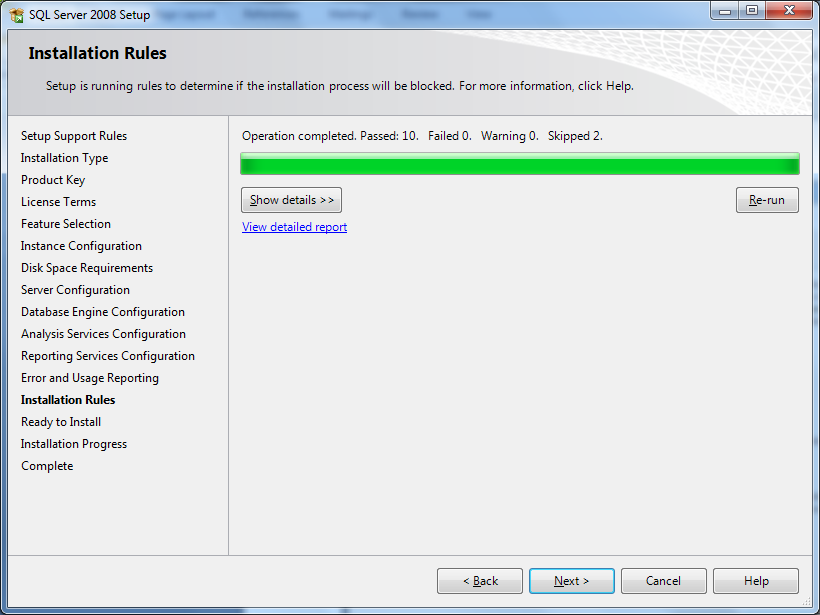 SQL Server 2008 Setup
Installation Rules
Setup is running rules to determine if the installation process will be blocked. For more information, click Help.
Setup Support Rules
Installation Type
Product Key
License Terms
Feature Selection
Instance Configuration
Disk Space Requirements
Server Configuration
Database Engine Configuration
Analysis Services Configuration
Reporting Services Configuration
Error and Usage Reporting
Installation Rules
Ready to Install
Installation Progress
Complete
Operation completed. Passed: 10. Failed 0. Warning 0. Skipped 2.
Show details >>
Re-run
View detailed report
< Back
Next >
Cancel
Help